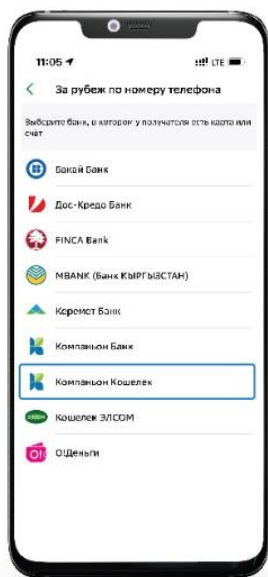 11:05
LTE
За рубеж по номеру телефона
Выберите банк, в котором у получателя есть карта или
счёт
Бакай Банк
Дос-Кредо Банк
FINCA Bank
MBANK (Банк КЫРГЫЗСТАН)
Керемет Банк
Компаньон Банк
Компаньон Кошелек
Кошелек ЭЛСОМ
О!Деньги